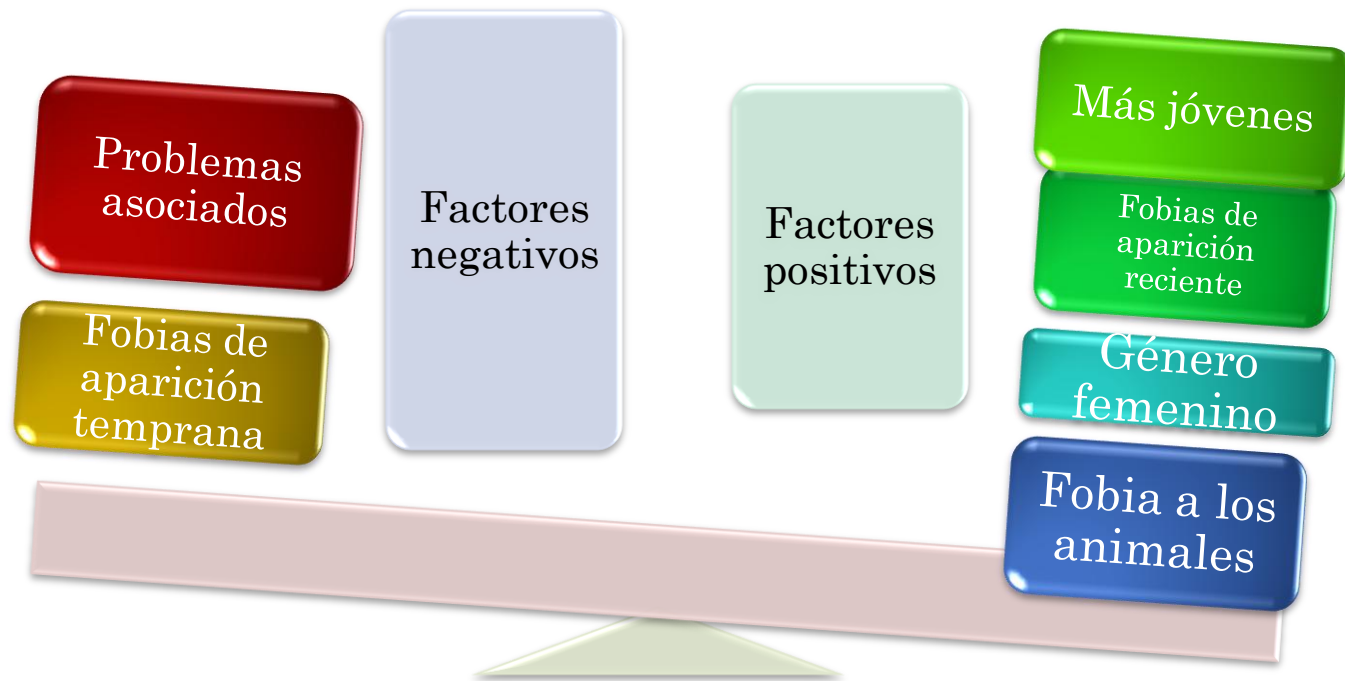 Problemas
asociados
Fobias de
aparición
temprana
Factores
negativos
Factores
positivos
Más jóvenes
Fobias de
aparición
reciente
Género
femenino
Fobia a los
animales